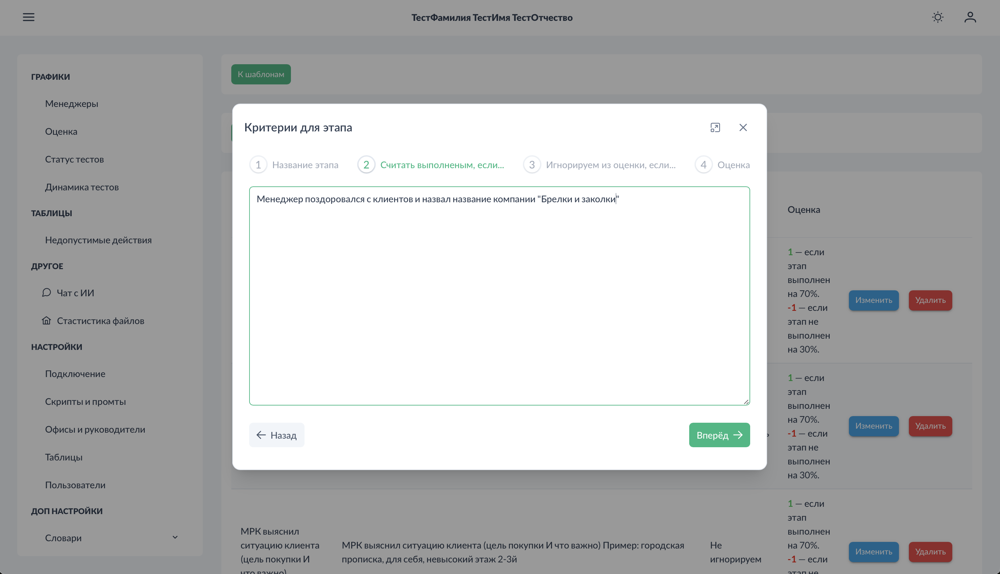 ТестФамилия ТестИмя ТестОтчество
ГРАФИКИ
Менеджеры
Оценка
Статус тестов
Динамика тестов
ТАБЛИЦЫ
Недопустимые действия
ДРУГОЕ
Чат с ИИ
Стастистика файлов
НАСТРОЙКИ
Подключение
Скрипты и промты
Офисы и руководители
Таблицы
Пользователи
ДОП НАСТРОЙКИ
Словари
К шаблонам
Критерии для этапа
1 Название этапа
2 Считать выполненым, если...
3 Игнорируем из оценки, если...
4 Оценка
Менеджер поздоровался с клиентов и назвал название компании "Брелки и заколки"
Назад
Вперёд
Оценка
1 — если
этап
выполнен
на 70%.
-1 — если
этап не
выполнен
на 30%.
Изменить
Удалить
1 — если
этап
выполнен
на 70%.
-1 — если
этап не
выполнен
на 30%.
Изменить
Удалить
МРК выяснил
ситуацию клиента
(цель покупки И
что важно)
МРК выяснил ситуацию клиента (цель покупки И что важно) Пример: городская
прописка, для себя, невысокий этаж 2-3й
Не
игнорируем
1 — если
этап
выполнен
на 70%.
-1 — если
этап не
Изменить
Удалить